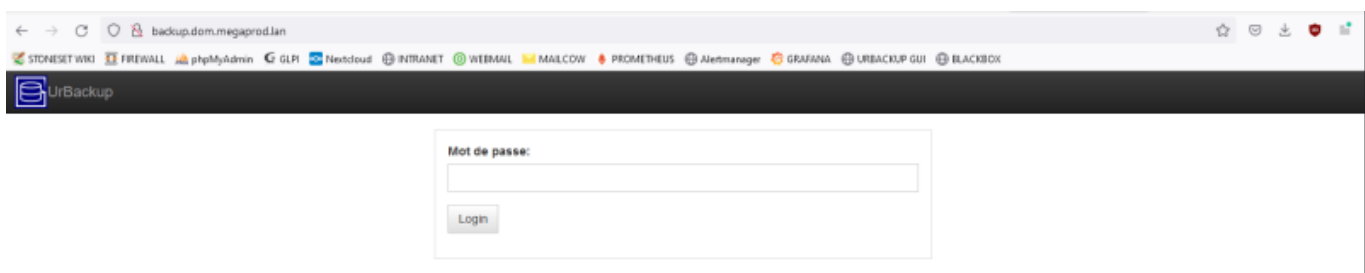 backup.dom.megaprod.lan
STONESET WIKI FIREWALL phpMyAdmin GLPI Nextcloud INTRANET WEBMAIL MAILCOW PROMETHEUS Alertmanager GRAFANA URBACKUP GUI BLACKBOX
UrBackup
Mot de passe:
Login